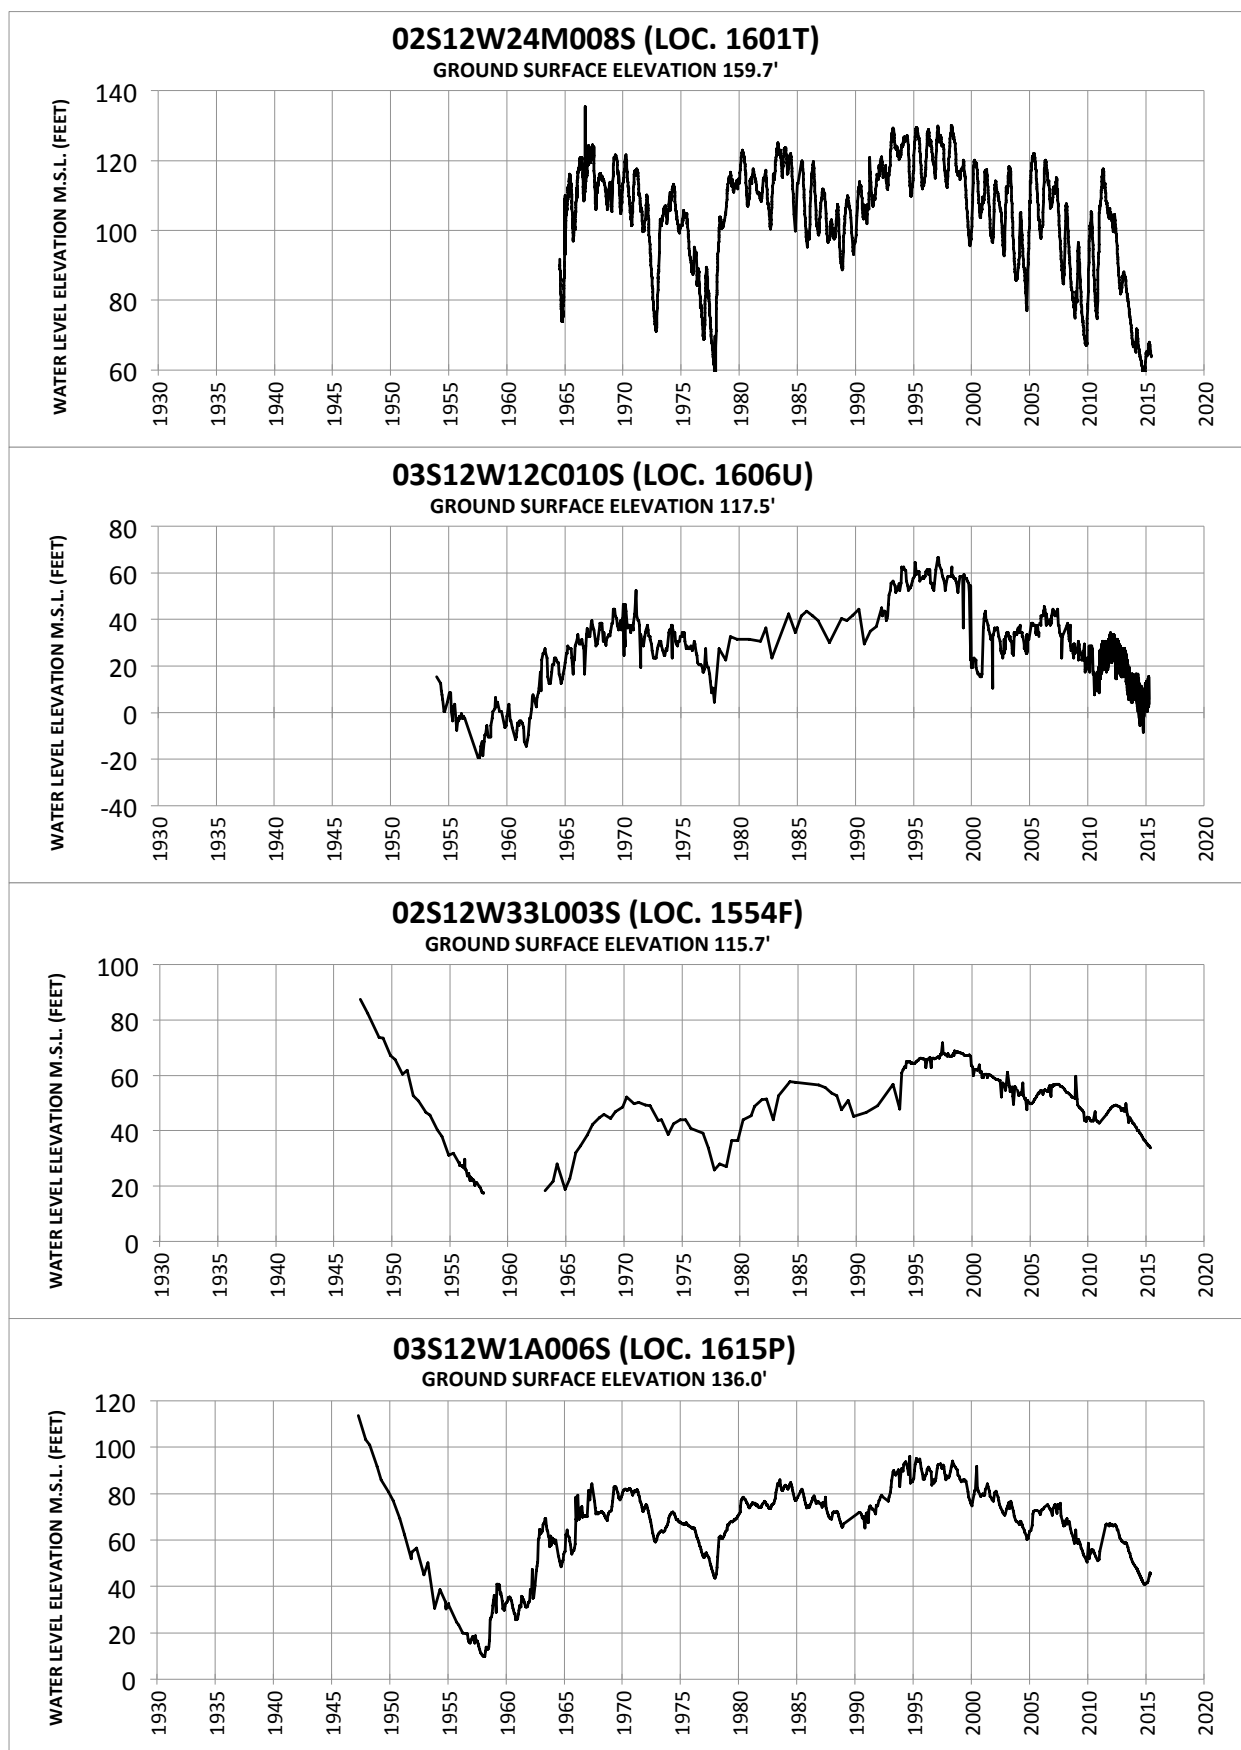 02S12W24M008S (LOC. 1601T)
GROUND SURFACE ELEVATION 159.7'
WATER LEVEL ELEVATION M.S.L. (FEET)
140
120
100
80
60
1930 1935 1940 1945 1950 1955 1960 1965 1970 1975 1980 1985 1990 1995 2000 2005 2010 2015 2020
03S12W12C010S (LOC. 1606U)
GROUND SURFACE ELEVATION 117.5'
WATER LEVEL ELEVATION M.S.L. (FEET)
80
60
40
20
0
-20
-40
1930 1935 1940 1945 1950 1955 1960 1965 1970 1975 1980 1985 1990 1995 2000 2005 2010 2015 2020
02S12W33L003S (LOC. 1554F)
GROUND SURFACE ELEVATION 115.7'
WATER LEVEL ELEVATION M.S.L. (FEET)
100
80
60
40
20
0
1930 1935 1940 1945 1950 1955 1960 1965 1970 1975 1980 1985 1990 1995 2000 2005 2010 2015 2020
03S12W1A006S (LOC. 1615P)
GROUND SURFACE ELEVATION 136.0'
WATER LEVEL ELEVATION M.S.L. (FEET)
120
100
80
60
40
20
0
1930 1935 1940 1945 1950 1955 1960 1965 1970 1975 1980 1985 1990 1995 2000 2005 2010 2015 2020